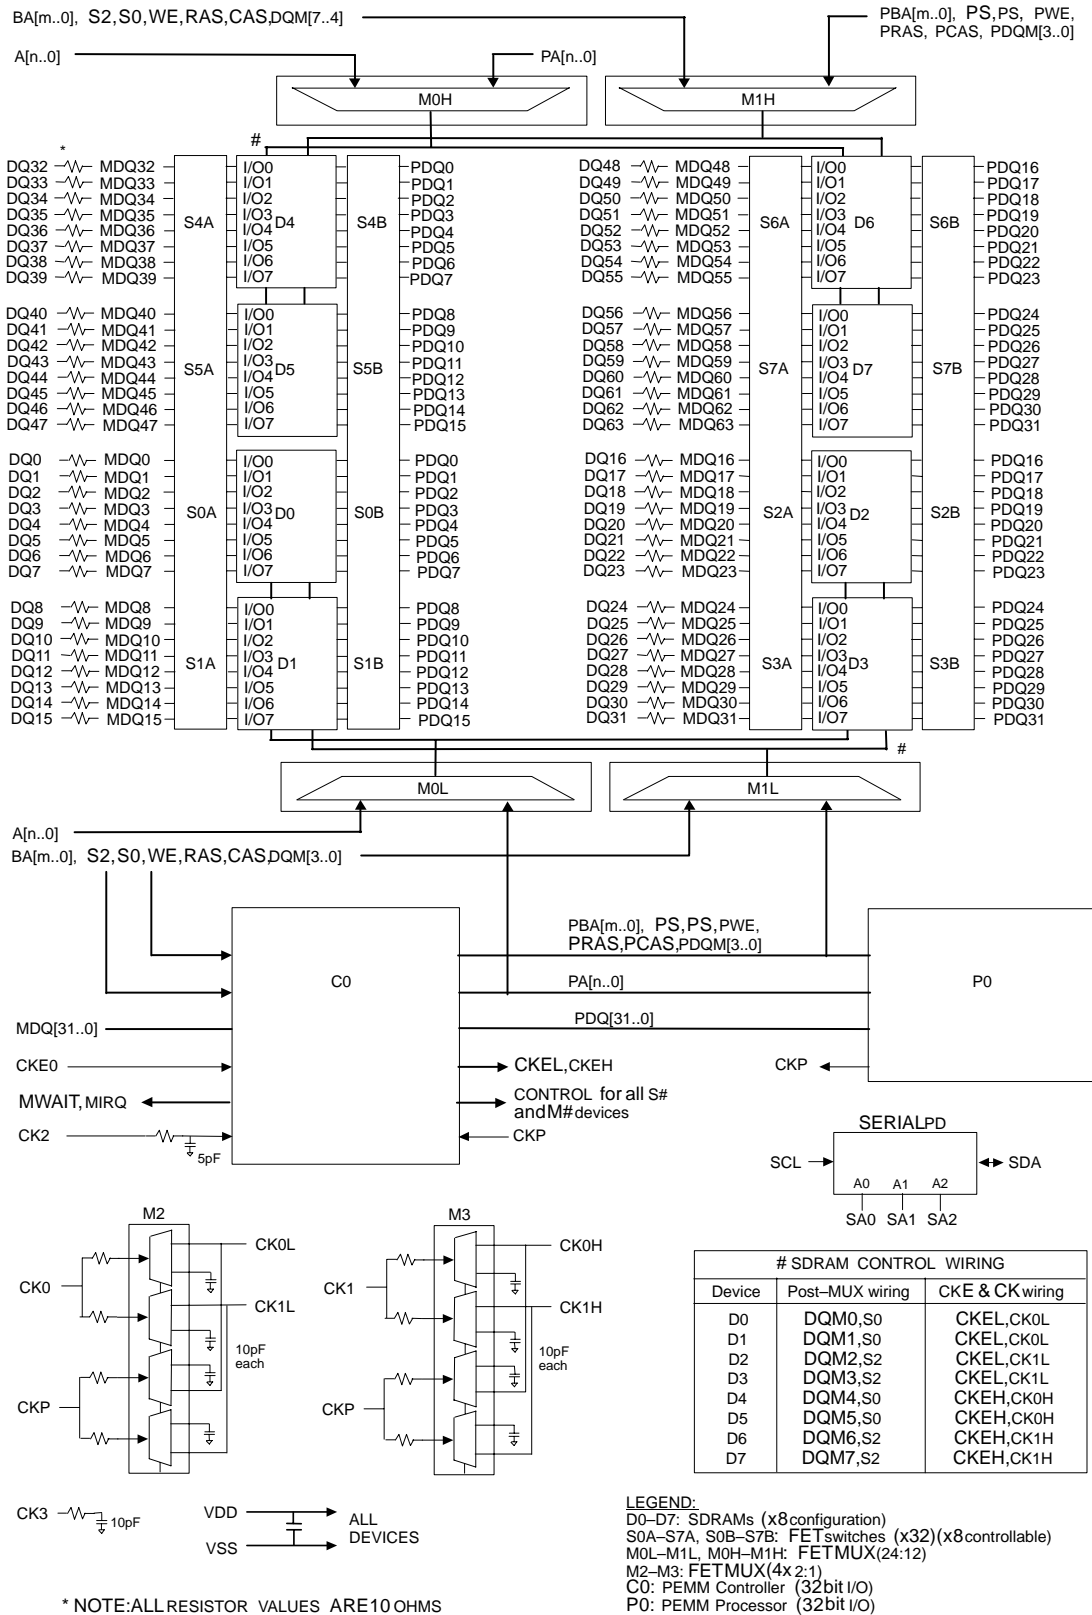 BA[m..0], S2,S0,WE,RAS,CAS,DQM[7..4]
PBA[m..0], PS,PS, PWE,
PRAS, PCAS, PDQM[3..0]
A[n..0]
PA[n..0]
M0H
M1H
*
#
DQ32 MDQ32 I/O0 PDQ0 DQ48 MDQ48 I/O0 PDQ16
DQ33 MDQ33 I/O1 PDQ1 DQ49 MDQ49 I/O1 PDQ17
DQ34 MDQ34 I/O2 PDQ2 DQ50 MDQ50 I/O2 PDQ18
DQ35 MDQ35 S4A I/O3 D4 S4B PDQ3 DQ51 MDQ51 S6A I/O3 D6 S6B PDQ19
DQ36 MDQ36 I/O4 PDQ4 DQ52 MDQ52 I/O4 PDQ20
DQ37 MDQ37 I/O5 PDQ5 DQ53 MDQ53 I/O5 PDQ21
DQ38 MDQ38 I/O6 PDQ6 DQ54 MDQ54 I/O6 PDQ22
DQ39 MDQ39 I/O7 PDQ7 DQ55 MDQ55 I/O7 PDQ23
DQ40 MDQ40 I/O0 PDQ8 DQ56 MDQ56 I/O0 PDQ24
DQ41 MDQ41 I/O1 PDQ9 DQ57 MDQ57 I/O1 PDQ25
DQ42 MDQ42 I/O2 PDQ10 DQ58 MDQ58 I/O2 PDQ26
DQ43 MDQ43 S5A I/O3 D5 S5B PDQ11 DQ59 MDQ59 S7A I/O3 D7 S7B PDQ27
DQ44 MDQ44 I/O4 PDQ12 DQ60 MDQ60 I/O4 PDQ28
DQ45 MDQ45 I/O5 PDQ13 DQ61 MDQ61 I/O5 PDQ29
DQ46 MDQ46 I/O6 PDQ14 DQ62 MDQ62 I/O6 PDQ30
DQ47 MDQ47 I/O7 PDQ15 DQ63 MDQ63 I/O7 PDQ31
DQ0 MDQ0 I/O0 PDQ0 DQ16 MDQ16 I/O0 PDQ16
DQ1 MDQ1 I/O1 PDQ1 DQ17 MDQ17 I/O1 PDQ17
DQ2 MDQ2 I/O2 PDQ2 DQ18 MDQ18 I/O2 PDQ18
DQ3 MDQ3 S0A I/O3 D0 S0B PDQ3 DQ19 MDQ19 S2A I/O3 D2 S2B PDQ19
DQ4 MDQ4 I/O4 PDQ4 DQ20 MDQ20 I/O4 PDQ20
DQ5 MDQ5 I/O5 PDQ5 DQ21 MDQ21 I/O5 PDQ21
DQ6 MDQ6 I/O6 PDQ6 DQ22 MDQ22 I/O6 PDQ22
DQ7 MDQ7 I/O7 PDQ7 DQ23 MDQ23 I/O7 PDQ23
DQ8 MDQ8 I/O0 PDQ8 DQ24 MDQ24 I/O0 PDQ24
DQ9 MDQ9 I/O1 PDQ9 DQ25 MDQ25 I/O1 PDQ25
DQ10 MDQ10 I/O2 PDQ10 DQ26 MDQ26 I/O2 PDQ26
DQ11 MDQ11 S1A I/O3 D1 S1B PDQ11 DQ27 MDQ27 S3A I/O3 D3 S3B PDQ27
DQ12 MDQ12 I/O4 PDQ12 DQ28 MDQ28 I/O4 PDQ28
DQ13 MDQ13 I/O5 PDQ13 DQ29 MDQ29 I/O5 PDQ29
DQ14 MDQ14 I/O6 PDQ14 DQ30 MDQ30 I/O6 PDQ30
DQ15 MDQ15 I/O7 PDQ15 DQ31 MDQ31 I/O7 PDQ31
#
M0L
M1L
A[n..0]
BA[m..0], S2,S0,WE,RAS,CAS,DQM[3..0]
PBA[m..0], PS,PS,PWE,
PRAS,PCAS,PDQM[3..0]
C0
PA[n..0]
P0
MDQ[31..0]
PDQ[31..0]
CKE0
CKEL,CKEH
CKP
MWAIT,MIRQ
CONTROL for all S#
and M# devices
CK2
5pF
CKP
SERIALPD
SCL
SDA
A0 A1 A2
SA0 SA1 SA2
M2
CK0L
CK0
CK1L
10pF
each
CKP
M3
CK0H
CK1
CK1H
10pF
each
CKP
# SDRAM CONTROL WIRING
Device Post–MUX wiring CKE & CK wiring
D0 DQM0,S0 CKEL,CK0L
D1 DQM1,S0 CKEL,CK0L
D2 DQM2,S2 CKEL,CK1L
D3 DQM3,S2 CKEL,CK1L
D4 DQM4,S0 CKEH,CK0H
D5 DQM5,S0 CKEH,CK0H
D6 DQM6,S2 CKEH,CK1H
D7 DQM7,S2 CKEH,CK1H
CK3
10pF
VDD
VSS
ALL
DEVICES
LEGEND:
D0–D7: SDRAMs (x8 configuration)
S0A–S7A, S0B–S7B: FET switches (x32)(x8 controllable)
M0L–M1L, M0H–M1H: FETMUX(24:12)
M2–M3: FETMUX(4x 2:1)
C0: PEMM Controller (32bit I/O)
P0: PEMM Processor (32bit I/O)
* NOTE:ALL RESISTOR VALUES ARE 10 OHMS